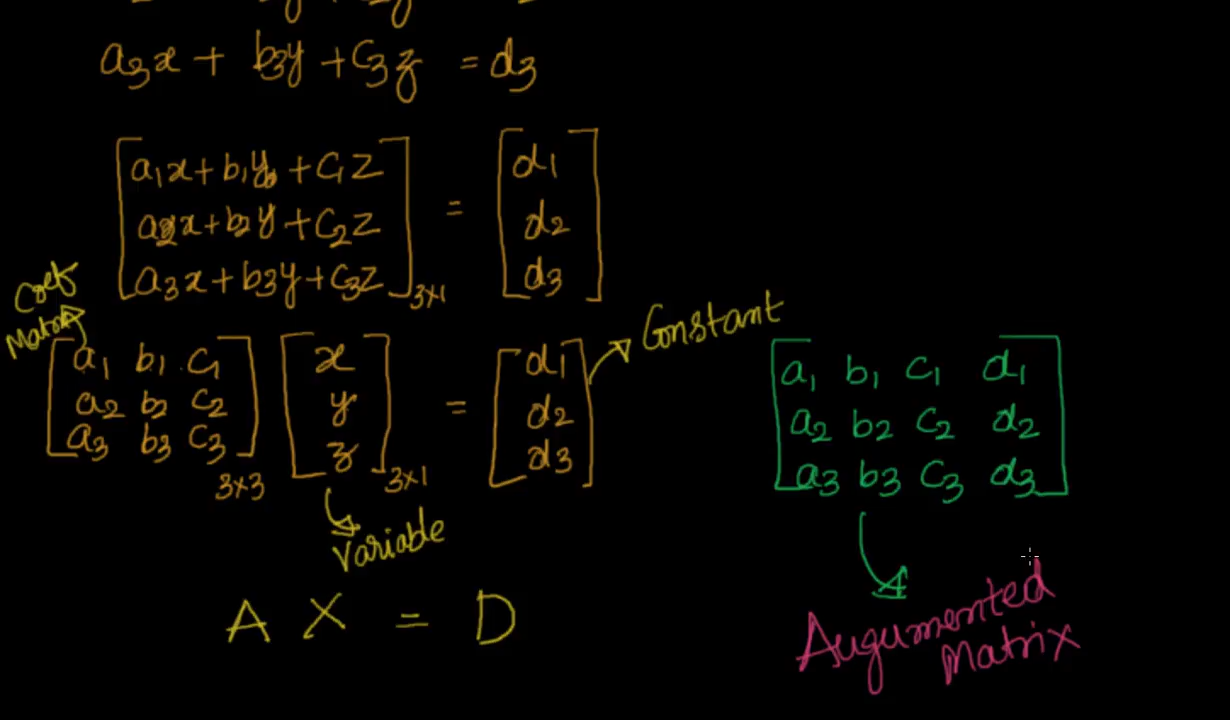 a3x + b3y + c3z = d3
a1x + b1y + c1z
a2x + b2y + c2z
a3x + b3y + c3z
3×1
=
d1
d2
d3
Coef
Matrix
a1 b1 c1
a2 b2 c2
a3 b3 c3
3×3
x
y
z
3×1
=
d1
d2
d3
Constant
Variable
A X = D
a1 b1 c1 d1
a2 b2 c2 d2
a3 b3 c3 d3
Augumented
Matrix